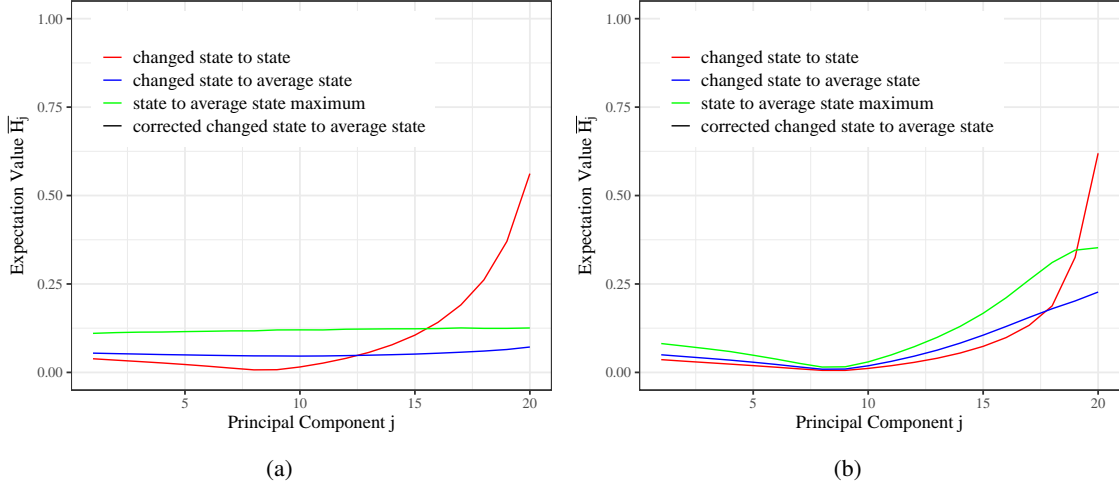 1.00
0.75
0.50
0.25
0.00
Expectation Value H̅j
changed state to state
changed state to average state
state to average state maximum
corrected changed state to average state
5
10
15
20
Principal Component j
(a)
1.00
0.75
0.50
0.25
0.00
Expectation Value H̅j
changed state to state
changed state to average state
state to average state maximum
corrected changed state to average state
5
10
15
20
Principal Component j
(b)